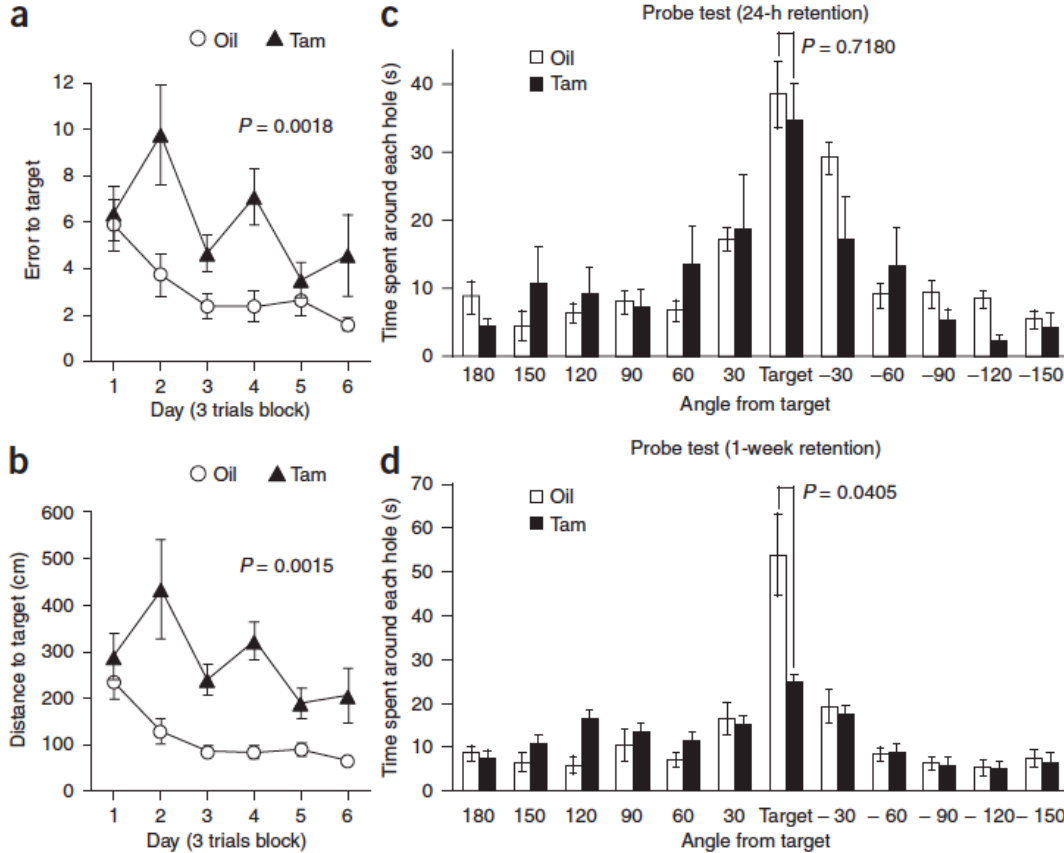 a
Oil Tam
12
10
8
6
4
2
0
Error to target
P = 0.0018
1 2 3 4 5 6
Day (3 trials block)
b
Oil Tam
600
500
400
300
200
100
0
Distance to target (cm)
P = 0.0015
1 2 3 4 5 6
Day (3 trials block)
c
Probe test (24-h retention)
P = 0.7180
Oil
Tam
40
30
20
10
0
Time spent around each hole (s)
180 150 120 90 60 30 Target –30 –60 –90 –120 –150
Angle from target
d
Probe test (1-week retention)
P = 0.0405
Oil
Tam
70
60
50
40
30
20
10
0
Time spent around each hole (s)
180 150 120 90 60 30 Target – 30 – 60 – 90 – 120 – 150
Angle from target